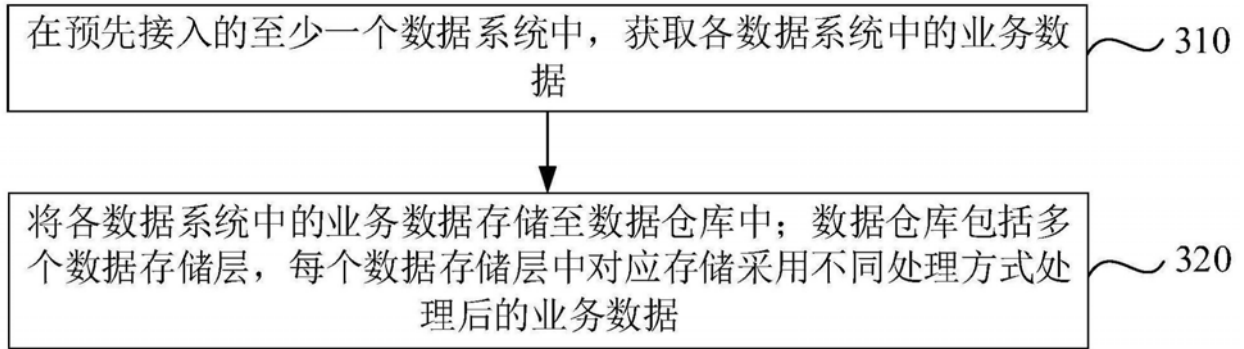 在预先接入的至少一个数据系统中，获取各数据系统中的业务数
据
310
将各数据系统中的业务数据存储至数据仓库中；数据仓库包括多
个数据存储层，每个数据存储层中对应存储采用不同处理方式处
理后的业务数据
320